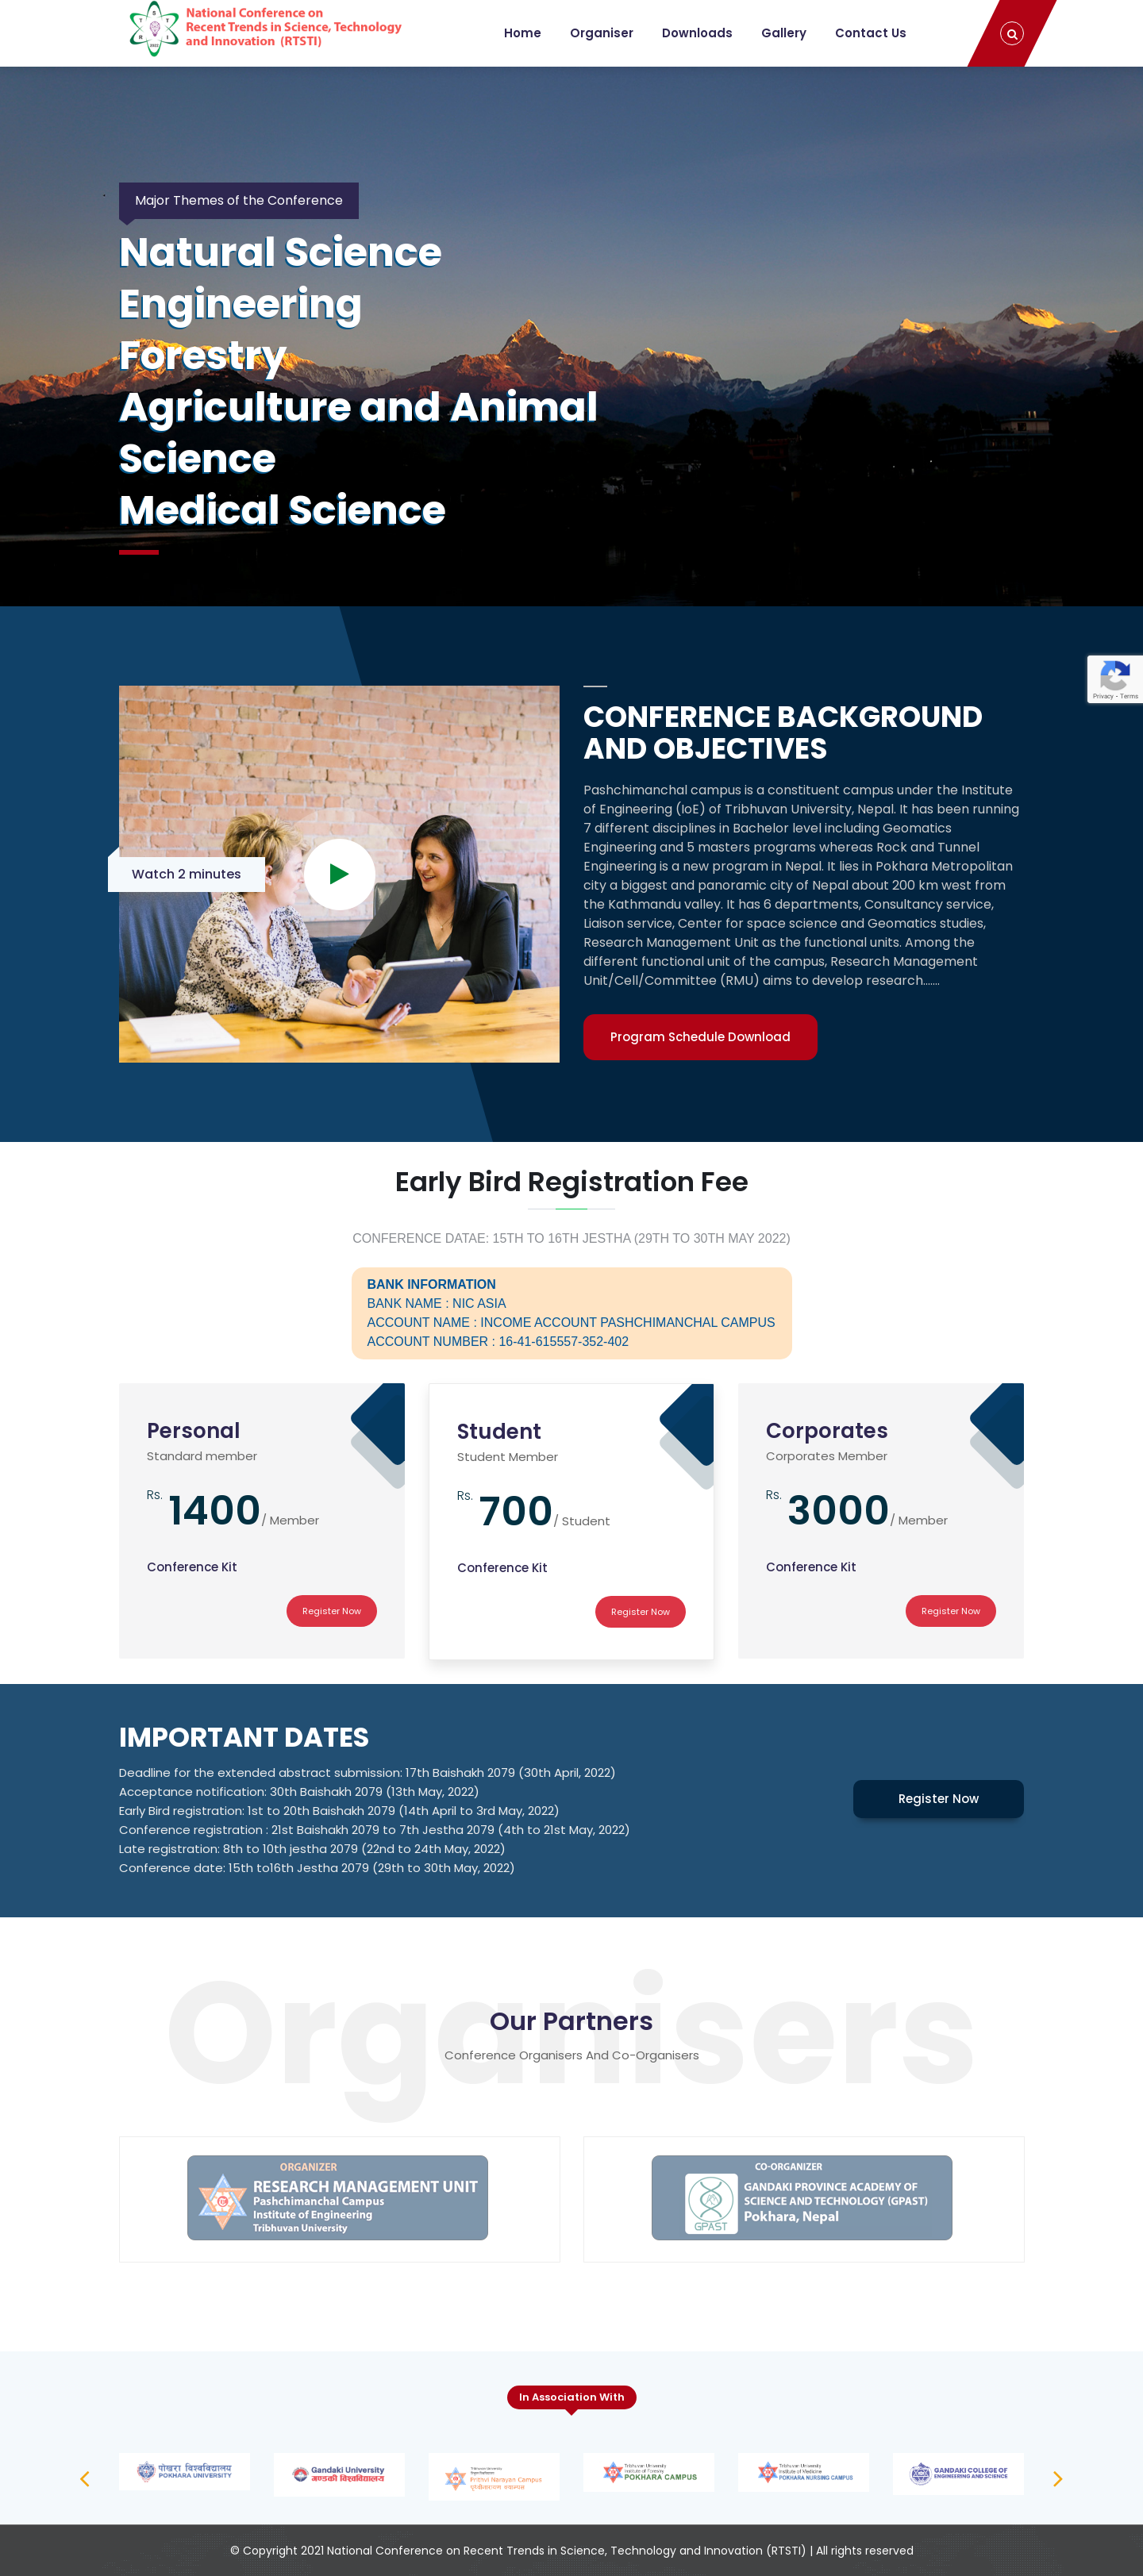 National Conference on
Recent Trends in Science, Technology
and Innovation (RTSTI)
Home Organiser Downloads Gallery Contact Us
Major Themes of the Conference
Natural Science
Engineering
Forestry
Agriculture and Animal
Science
Medical Science
Privacy - Terms
Watch 2 minutes
CONFERENCE BACKGROUND
AND OBJECTIVES
Pashchimanchal campus is a constituent campus under the Institute
of Engineering (IoE) of Tribhuvan University, Nepal. It has been running
7 different disciplines in Bachelor level including Geomatics
Engineering and 5 masters programs whereas Rock and Tunnel
Engineering is a new program in Nepal. It lies in Pokhara Metropolitan
city a biggest and panoramic city of Nepal about 200 km west from
the Kathmandu valley. It has 6 departments, Consultancy service,
Liaison service, Center for space science and Geomatics studies,
Research Management Unit as the functional units. Among the
different functional unit of the campus, Research Management
Unit/Cell/Committee (RMU) aims to develop research.......
Program Schedule Download
Early Bird Registration Fee
CONFERENCE DATAE: 15TH TO 16TH JESTHA (29TH TO 30TH MAY 2022)
BANK INFORMATION
BANK NAME : NIC ASIA
ACCOUNT NAME : INCOME ACCOUNT PASHCHIMANCHAL CAMPUS
ACCOUNT NUMBER : 16-41-615557-352-402
Personal
Standard member
Rs. 1400 / Member
Conference Kit
Register Now
Student
Student Member
Rs. 700 / Student
Conference Kit
Register Now
Corporates
Corporates Member
Rs. 3000 / Member
Conference Kit
Register Now
IMPORTANT DATES
Deadline for the extended abstract submission: 17th Baishakh 2079 (30th April, 2022)
Acceptance notification: 30th Baishakh 2079 (13th May, 2022)
Early Bird registration: 1st to 20th Baishakh 2079 (14th April to 3rd May, 2022)
Conference registration : 21st Baishakh 2079 to 7th Jestha 2079 (4th to 21st May, 2022)
Late registration: 8th to 10th jestha 2079 (22nd to 24th May, 2022)
Conference date: 15th to16th Jestha 2079 (29th to 30th May, 2022)
Register Now
Organisers
Our Partners
Conference Organisers And Co-Organisers
ORGANIZER
RESEARCH MANAGEMENT UNIT
Pashchimanchal Campus
Institute of Engineering
Tribhuvan University
CO-ORGANIZER
GANDAKI PROVINCE ACADEMY OF
SCIENCE AND TECHNOLOGY (GPAST)
Pokhara, Nepal
GPAST
In Association With
पोखरा विश्वविद्यालय
POKHARA UNIVERSITY
Gandaki University
गण्डकी विश्वविद्यालय
Tribhuvan University
Prithvi Narayan Campus
पृथ्वीनारायण क्याम्पस
Tribhuvan University
Institute of Forestry
POKHARA CAMPUS
Tribhuvan University
Institute of Medicine
POKHARA NURSING CAMPUS
GANDAKI COLLEGE OF
ENGINEERING AND SCIENCE
© Copyright 2021 National Conference on Recent Trends in Science, Technology and Innovation (RTSTI) | All rights reserved